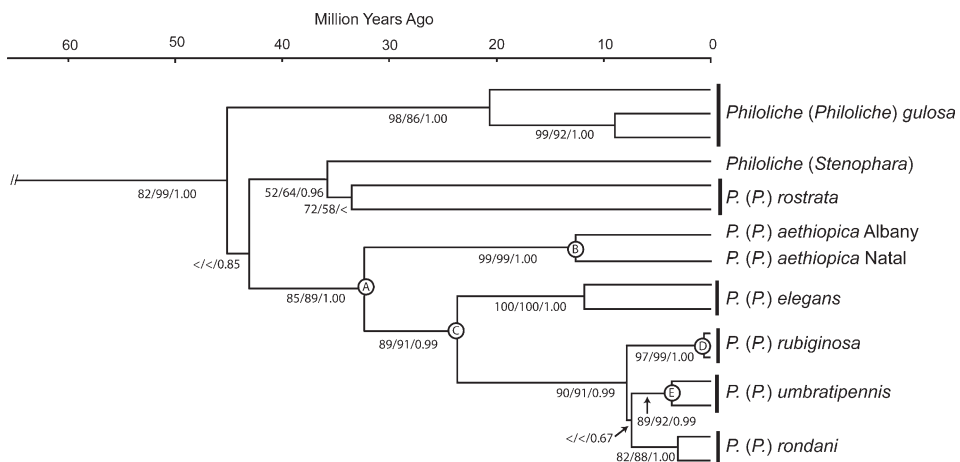 Million Years Ago
60 50 40 30 20 10 0
98/86/1.00
99/92/1.00
Philoliche (Philoliche) gulosa
//
82/99/1.00
Philoliche (Stenophara)
52/64/0.96
72/58/<
P. (P.) rostrata
P. (P.) aethiopica Albany
B
99/99/1.00
P. (P.) aethiopica Natal
</</0.85
A
85/89/1.00
100/100/1.00
P. (P.) elegans
C
89/91/0.99
D
97/99/1.00
P. (P.) rubiginosa
90/91/0.99
E
P. (P.) umbratipennis
89/92/0.99
</</0.67
82/88/1.00
P. (P.) rondani